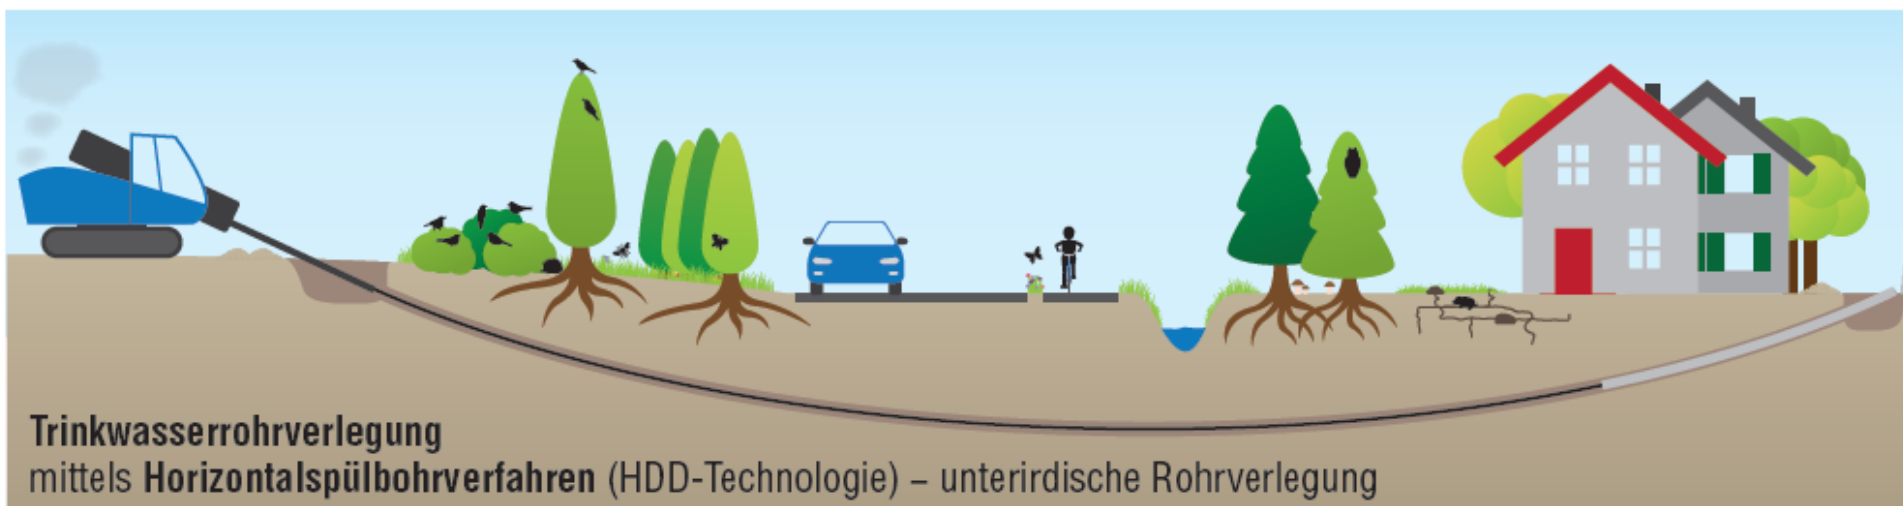 Trinkwasserrohrverlegung
mittels Horizontalspülbohrverfahren (HDD-Technologie) – unterirdische Rohrverlegung